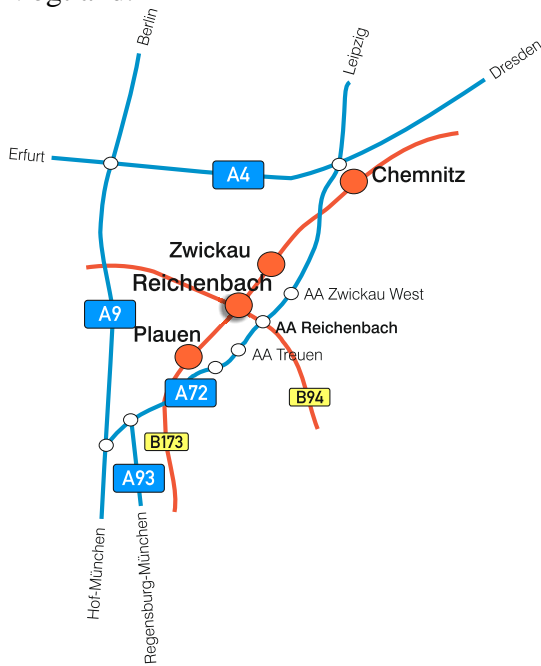 Berlin
Leipzig
Dresden
Erfurt
A4
Chemnitz
Zwickau
Reichenbach
AA Zwickau West
A9
AA Reichenbach
Plauen
AA Treuen
A72
B94
B173
A93
Hof-München
Regensburg-München